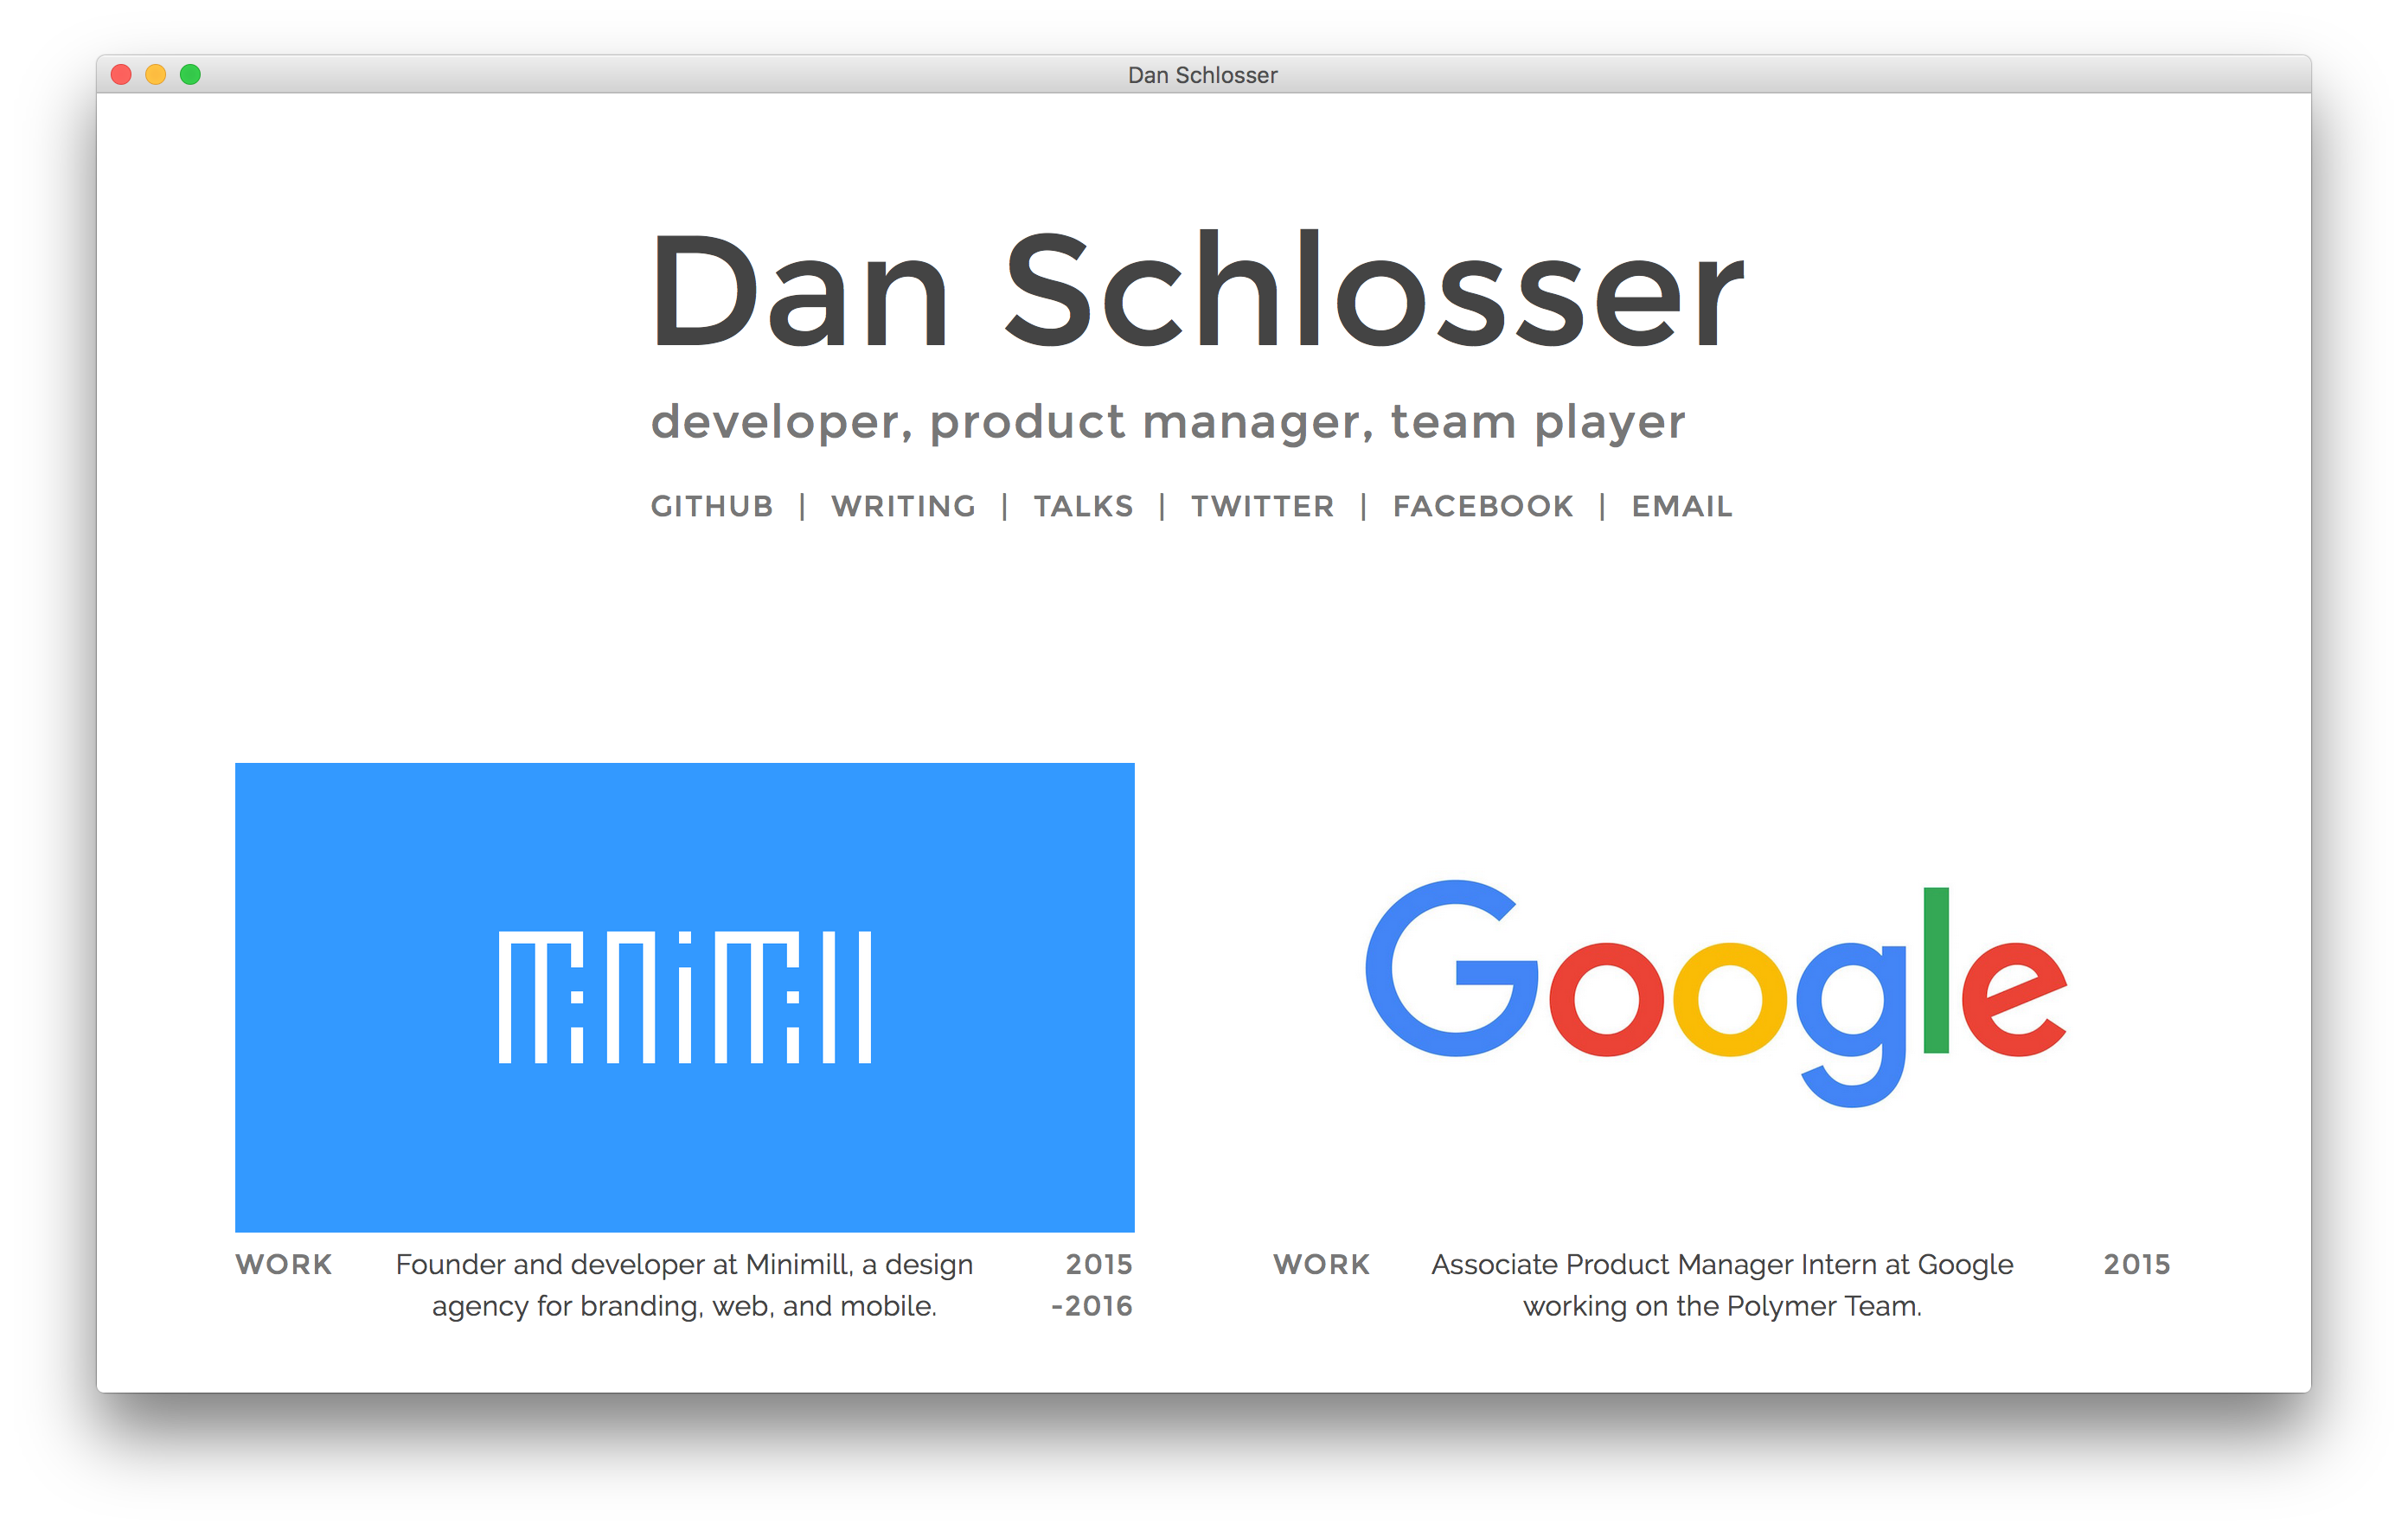 Dan Schlosser
Dan Schlosser
developer, product manager, team player
GITHUB | WRITING | TALKS | TWITTER | FACEBOOK | EMAIL
minimill
WORK Founder and developer at Minimill, a design 2015
agency for branding, web, and mobile. -2016
Google
WORK Associate Product Manager Intern at Google 2015
working on the Polymer Team.